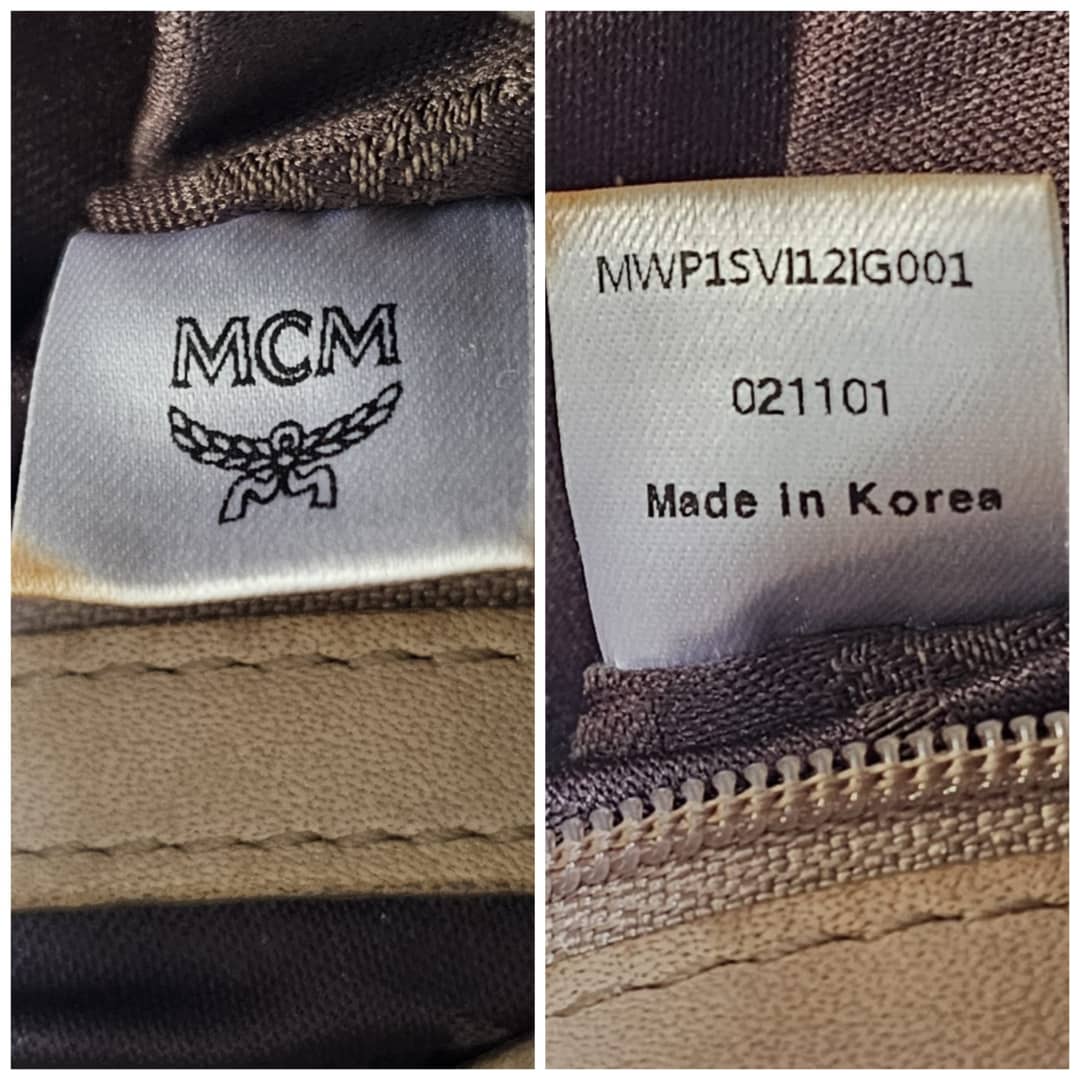 MCM
MWP1SVI12IG001
021101
Made in Korea